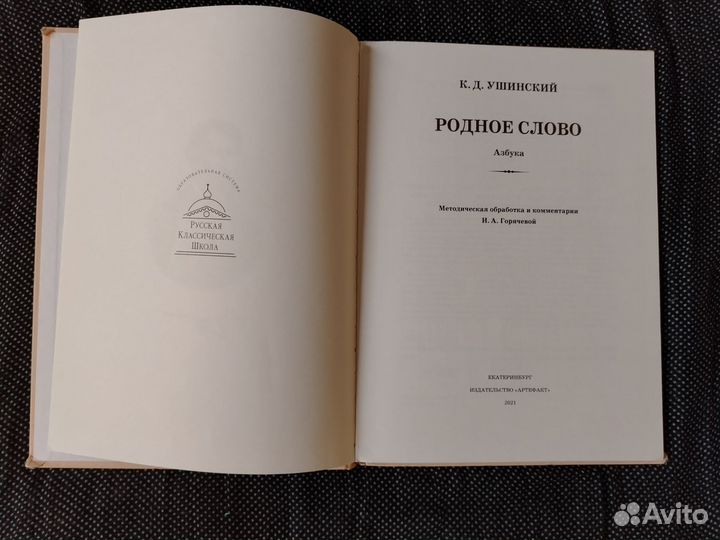 ОБРАЗОВАТЕЛЬНАЯ СИСТЕМА
РУССКАЯ
КЛАССИЧЕСКАЯ
ШКОЛА
К. Д. УШИНСКИЙ
РОДНОЕ СЛОВО
Азбука
Методическая обработка и комментарии
И. А. Горячевой
ЕКАТЕРИНБУРГ
ИЗДАТЕЛЬСТВО «АРТЕФАКТ»
2021
Avito